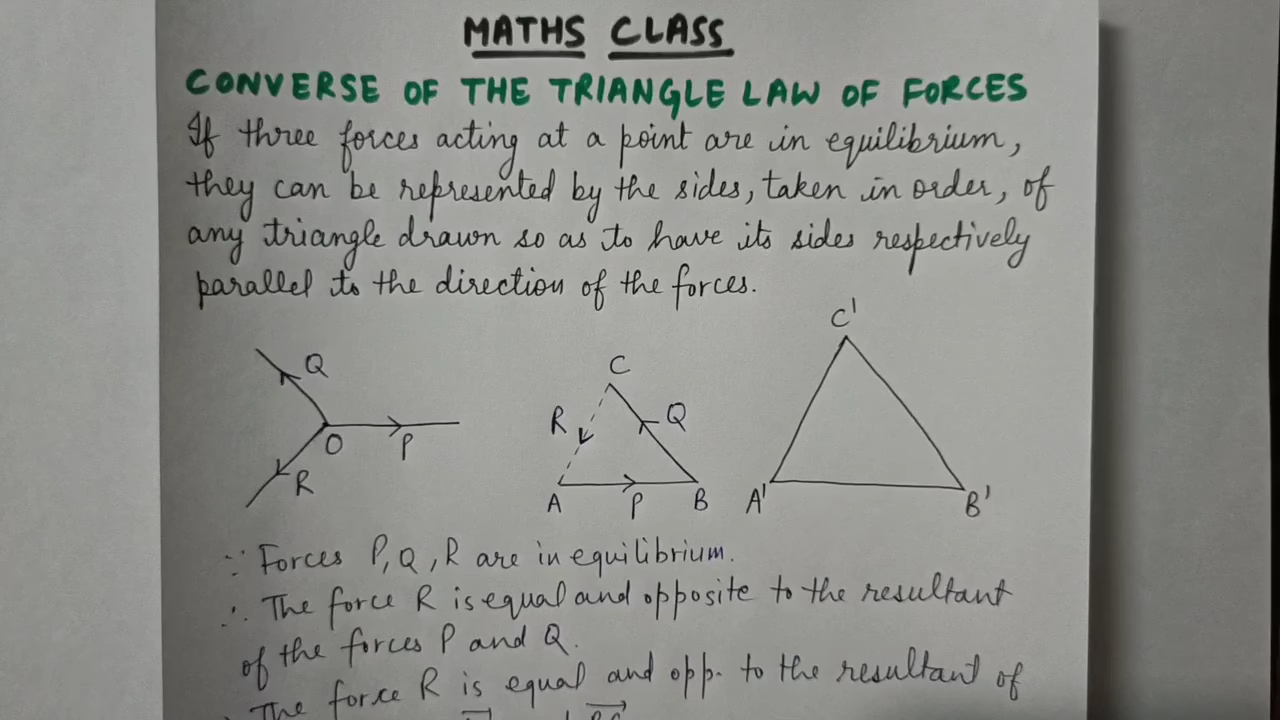 MATHS CLASS
CONVERSE OF THE TRIANGLE LAW OF FORCES
If three forces acting at a point are in equilibrium,
they can be represented by the sides, taken in order, of
any triangle drawn so as to have its sides respectively
parallel to the direction of the forces.
C'
Q
C
R
Q
O
P
R
A
P
B
A'
B'
∵ Forces P, Q, R are in equilibrium.
∴ The force R is equal and opposite to the resultant
of the forces P and Q.
The force R is equal and opp. to the resultant of